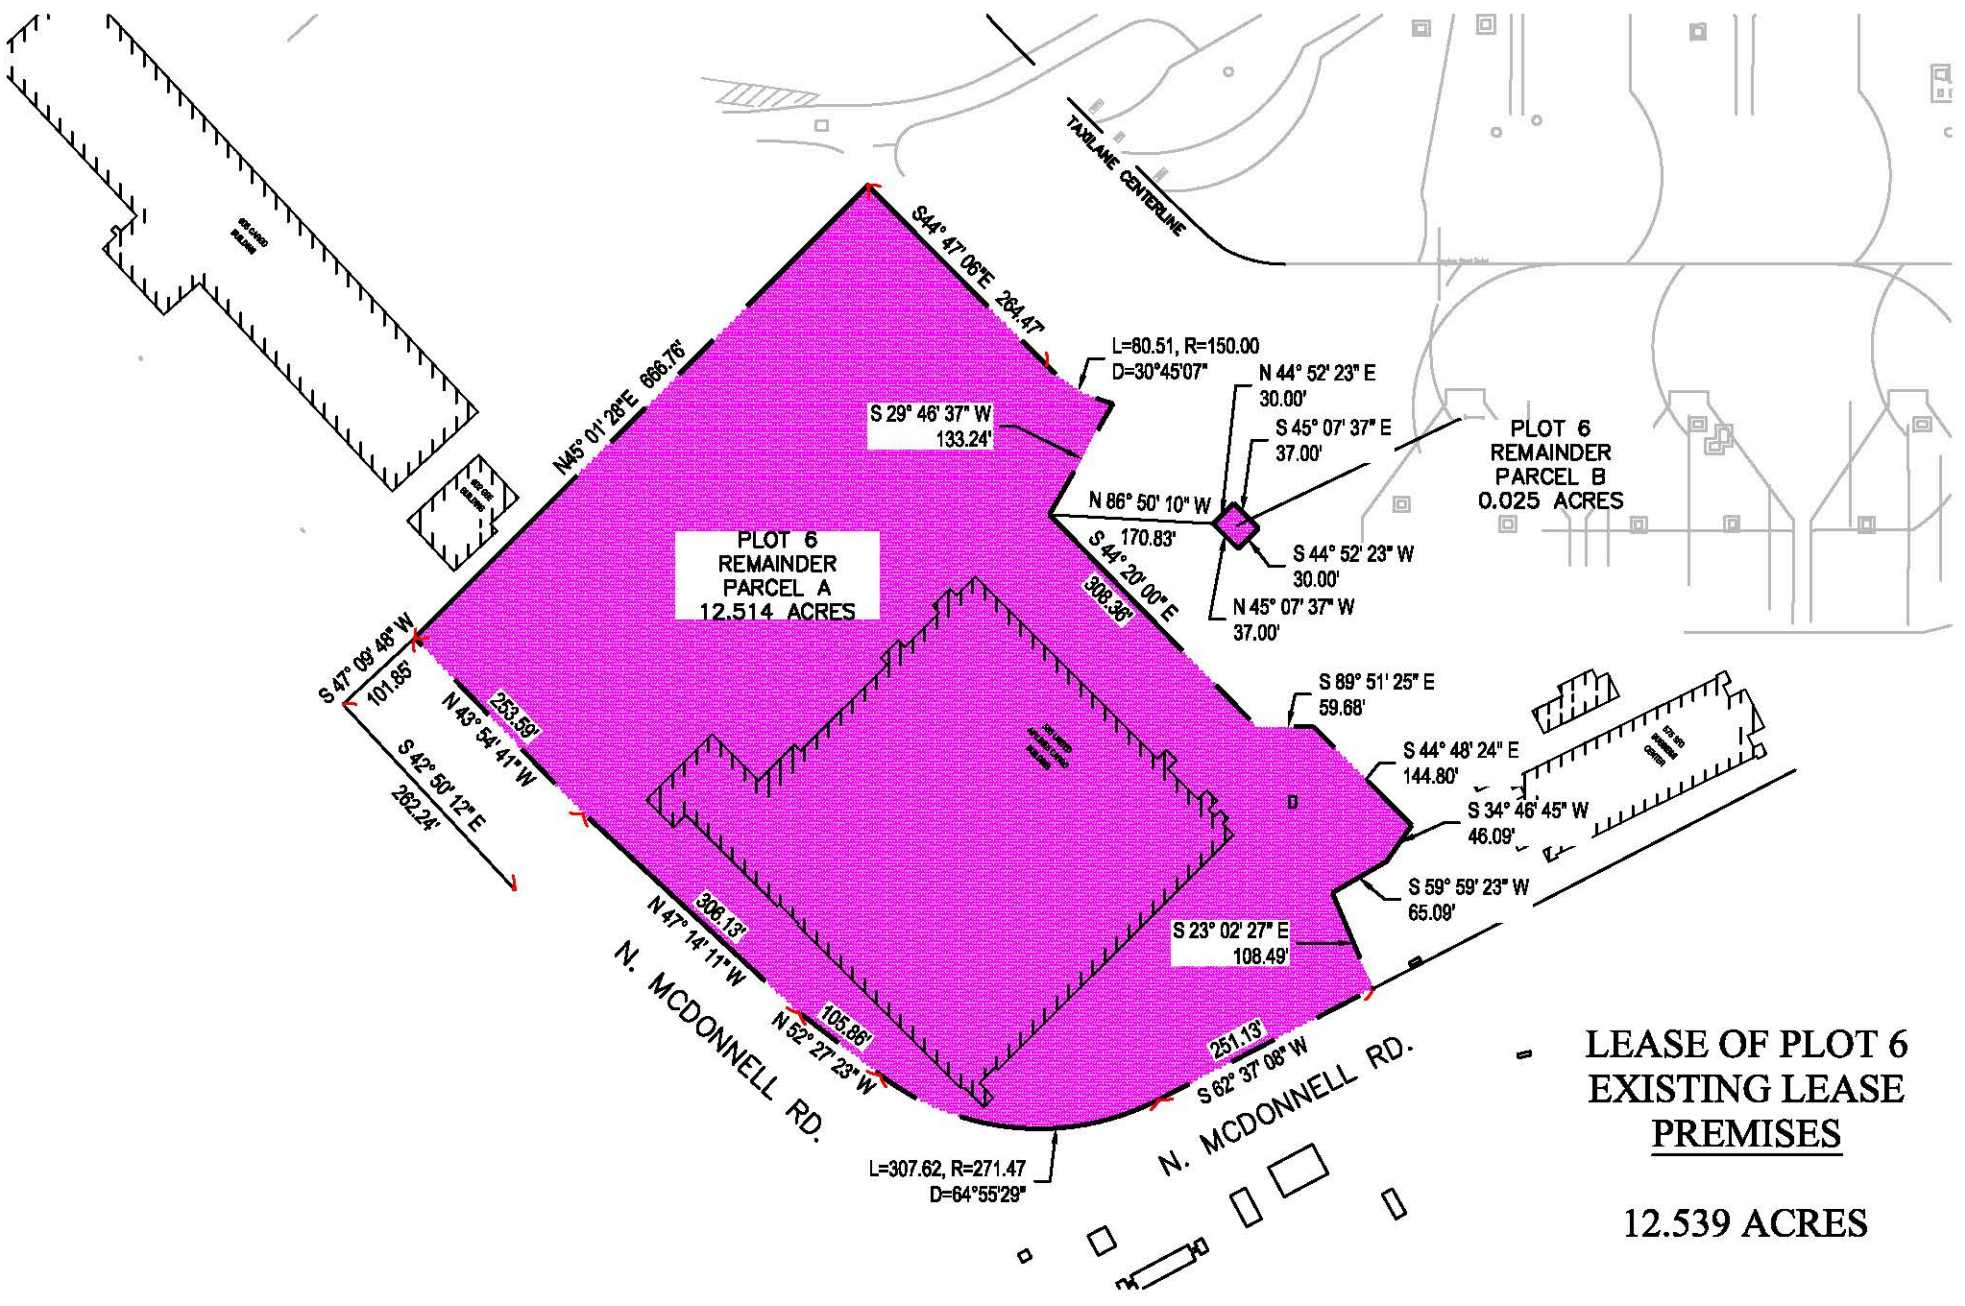 TAXILANE CENTERLINE
S44° 47' 06"E 264.47'
L=80.51, R=150.00
D=30°45'07"
N 44° 52' 23" E
30.00'
S 45° 07' 37" E
37.00'
S 29° 46' 37" W
133.24'
N45° 01' 28"E 666.76'
PLOT 6
REMAINDER
PARCEL B
0.025 ACRES
N 86° 50' 10" W
170.83'
PLOT 6
REMAINDER
PARCEL A
12.514 ACRES
S 44° 20' 00" E
308.36'
S 44° 52' 23" W
30.00'
N 45° 07' 37" W
37.00'
S 47° 09' 48" W
101.85'
N 43° 54' 41" W
253.59'
S 42° 50' 12" E
262.24'
S 89° 51' 25" E
59.68'
S 44° 48' 24" E
144.80'
S 34° 46' 45" W
46.09'
S 59° 59' 23" W
65.09'
S 23° 02' 27" E
108.49'
306.13'
N 47° 14' 11" W
N. MCDONNELL RD.
105.86'
N 52° 27' 23" W
251.13'
S 62° 37' 08" W
N. MCDONNELL RD.
L=307.62, R=271.47
D=64°55'29"
LEASE OF PLOT 6
EXISTING LEASE
PREMISES
12.539 ACRES